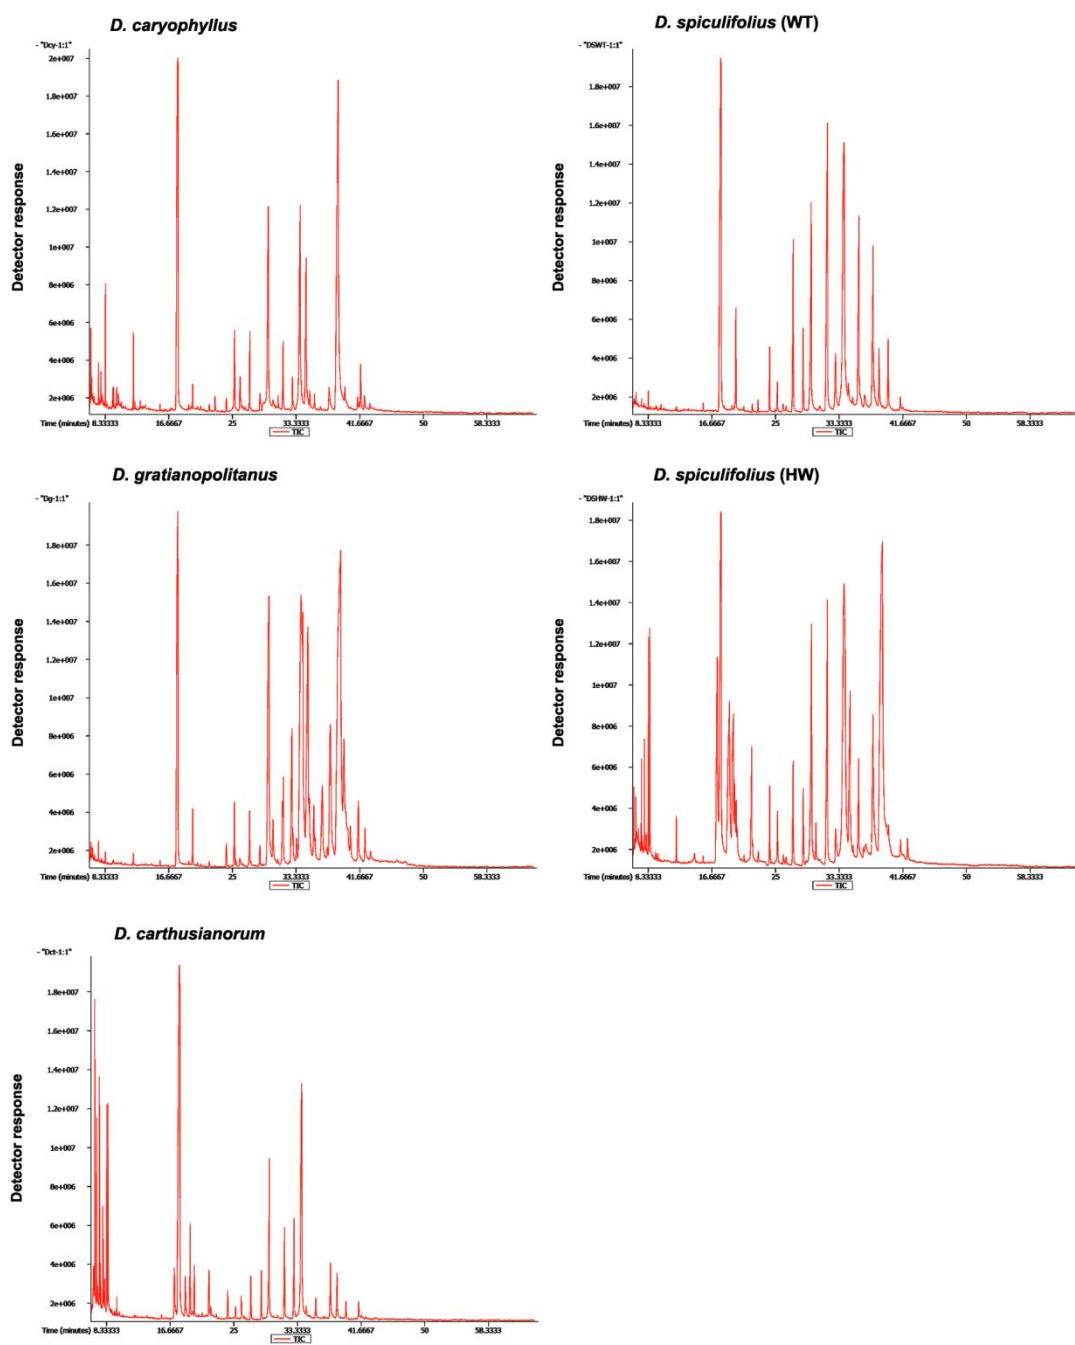 D. caryophyllus
- "Dcy-1:1"
Detector response
2e+007
1.8e+007
1.6e+007
1.4e+007
1.2e+007
1e+007
8e+006
6e+006
4e+006
2e+006
Time (minutes) 8.33333 16.6667 25 33.3333 41.6667 50 58.3333
TIC
D. spiculifolius (WT)
- "DSWT-1:1"
Detector response
1.8e+007
1.6e+007
1.4e+007
1.2e+007
1e+007
8e+006
6e+006
4e+006
2e+006
Time (minutes) 8.33333 16.6667 25 33.3333 41.6667 50 58.3333
TIC
D. gratianopolitanus
- "Dg-1:1"
Detector response
1.8e+007
1.6e+007
1.4e+007
1.2e+007
1e+007
8e+006
6e+006
4e+006
2e+006
Time (minutes) 8.33333 16.6667 25 33.3333 41.6667 50 58.3333
TIC
D. spiculifolius (HW)
- "DSHW-1:1"
Detector response
1.8e+007
1.6e+007
1.4e+007
1.2e+007
1e+007
8e+006
6e+006
4e+006
2e+006
Time (minutes) 8.33333 16.6667 25 33.3333 41.6667 50 58.3333
TIC
D. carthusianorum
- "Dct-1:1"
Detector response
1.8e+007
1.6e+007
1.4e+007
1.2e+007
1e+007
8e+006
6e+006
4e+006
2e+006
Time (minutes) 8.33333 16.6667 25 33.3333 41.6667 50 58.3333
TIC